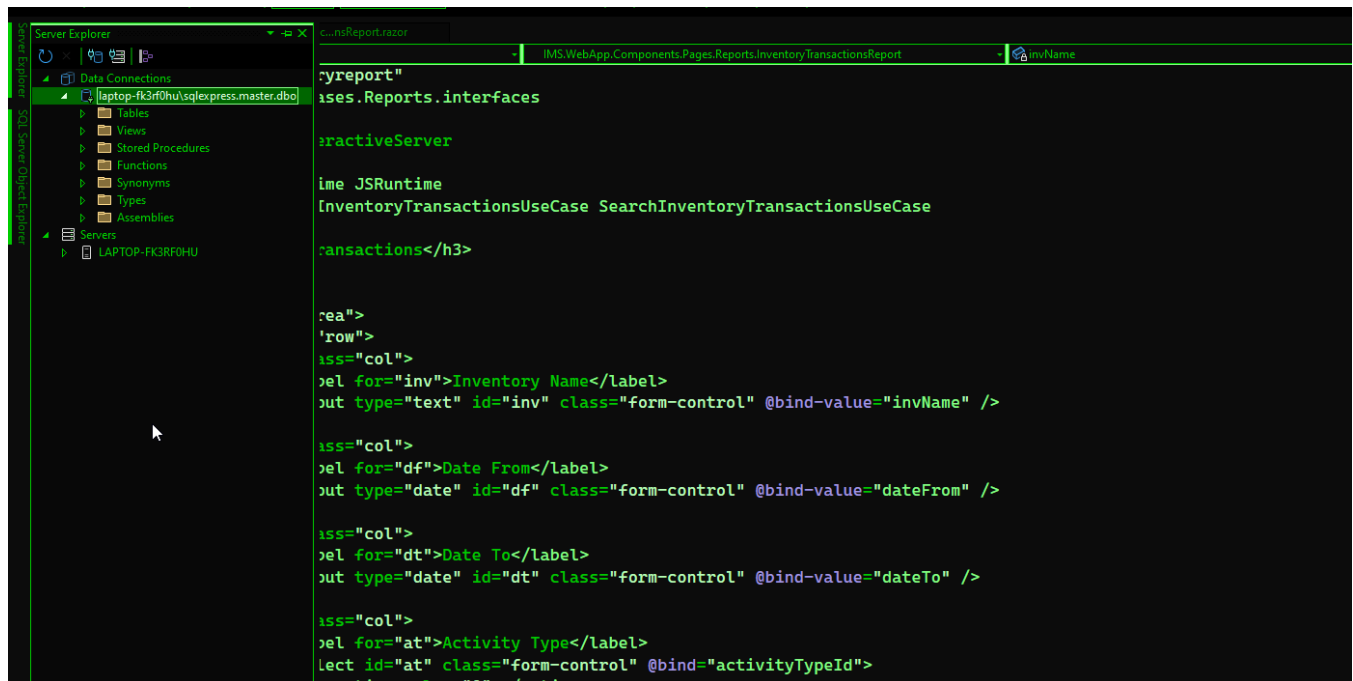 Server Explorer
SQL Server Object Explorer
Server Explorer
Data Connections
laptop-fk3rf0hu\sqlexpress.master.dbo
Tables
Views
Stored Procedures
Functions
Synonyms
Types
Assemblies
Servers
LAPTOP-FK3RF0HU
c...nsReport.razor
IMS.WebApp.Components.Pages.Reports.InventoryTransactionsReport
invName
ryreport"
ases.Reports.interfaces
eractiveServer
ime JSRuntime
InventoryTransactionsUseCase SearchInventoryTransactionsUseCase
ransactions</h3>
rea">
"row">
ass="col">
bel for="inv">Inventory Name</label>
put type="text" id="inv" class="form-control" @bind-value="invName" />
ass="col">
bel for="df">Date From</label>
put type="date" id="df" class="form-control" @bind-value="dateFrom" />
ass="col">
bel for="dt">Date To</label>
put type="date" id="dt" class="form-control" @bind-value="dateTo" />
ass="col">
bel for="at">Activity Type</label>
lect id="at" class="form-control" @bind="activityTypeId">